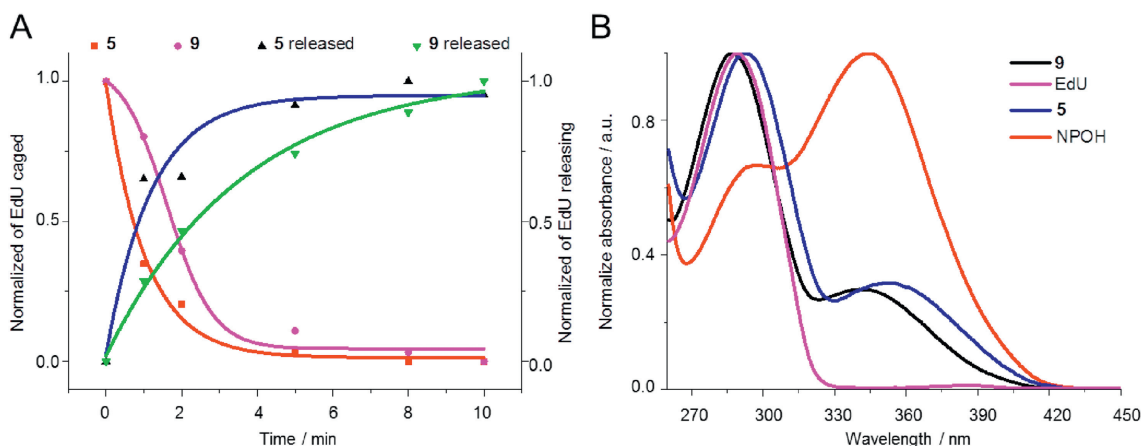 A
5
9
5 released
9 released
Normalized of EdU caged
1.0
0.5
0.0
1.0
0.5
0.0
Normalized of EdU releasing
0
2
4
6
8
10
Time / min
B
9
EdU
5
NPOH
Normalize absorbance / a.u.
0.8
0.4
0.0
270
300
330
360
390
420
450
Wavelength / nm